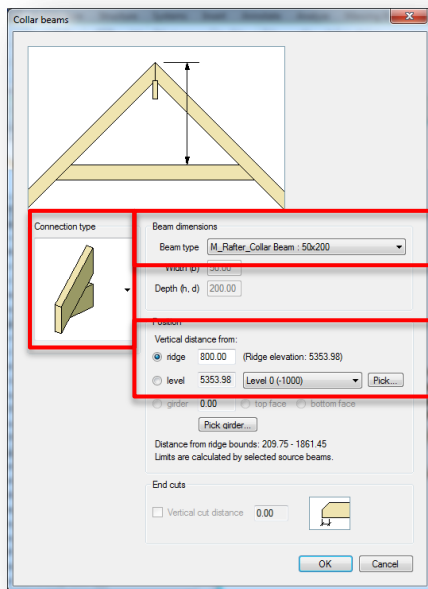 Collar beams
Connection type
Beam dimensions
Beam type M_Rafter_Collar Beam : 50x200
Width (b) 50.00
Depth (h, d) 200.00
Position
Vertical distance from:
ridge 800.00 (Ridge elevation: 5353.98)
level 5353.98 Level 0 (-1000) Pick...
girder 0.00 top face bottom face
Pick girder...
Distance from ridge bounds: 209.75 - 1861.45
Limits are calculated by selected source beams.
End cuts
Vertical cut distance 0.00
OK Cancel